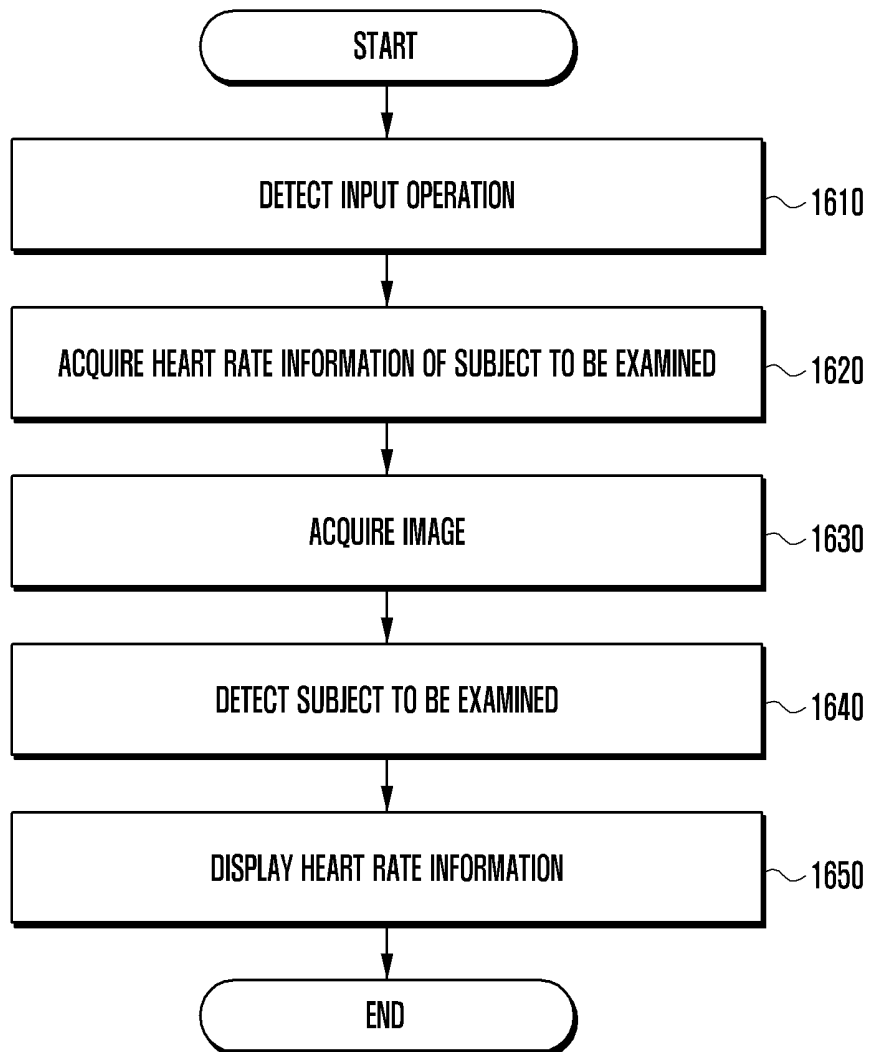 START
DETECT INPUT OPERATION
1610
ACQUIRE HEART RATE INFORMATION OF SUBJECT TO BE EXAMINED
1620
ACQUIRE IMAGE
1630
DETECT SUBJECT TO BE EXAMINED
1640
DISPLAY HEART RATE INFORMATION
1650
END